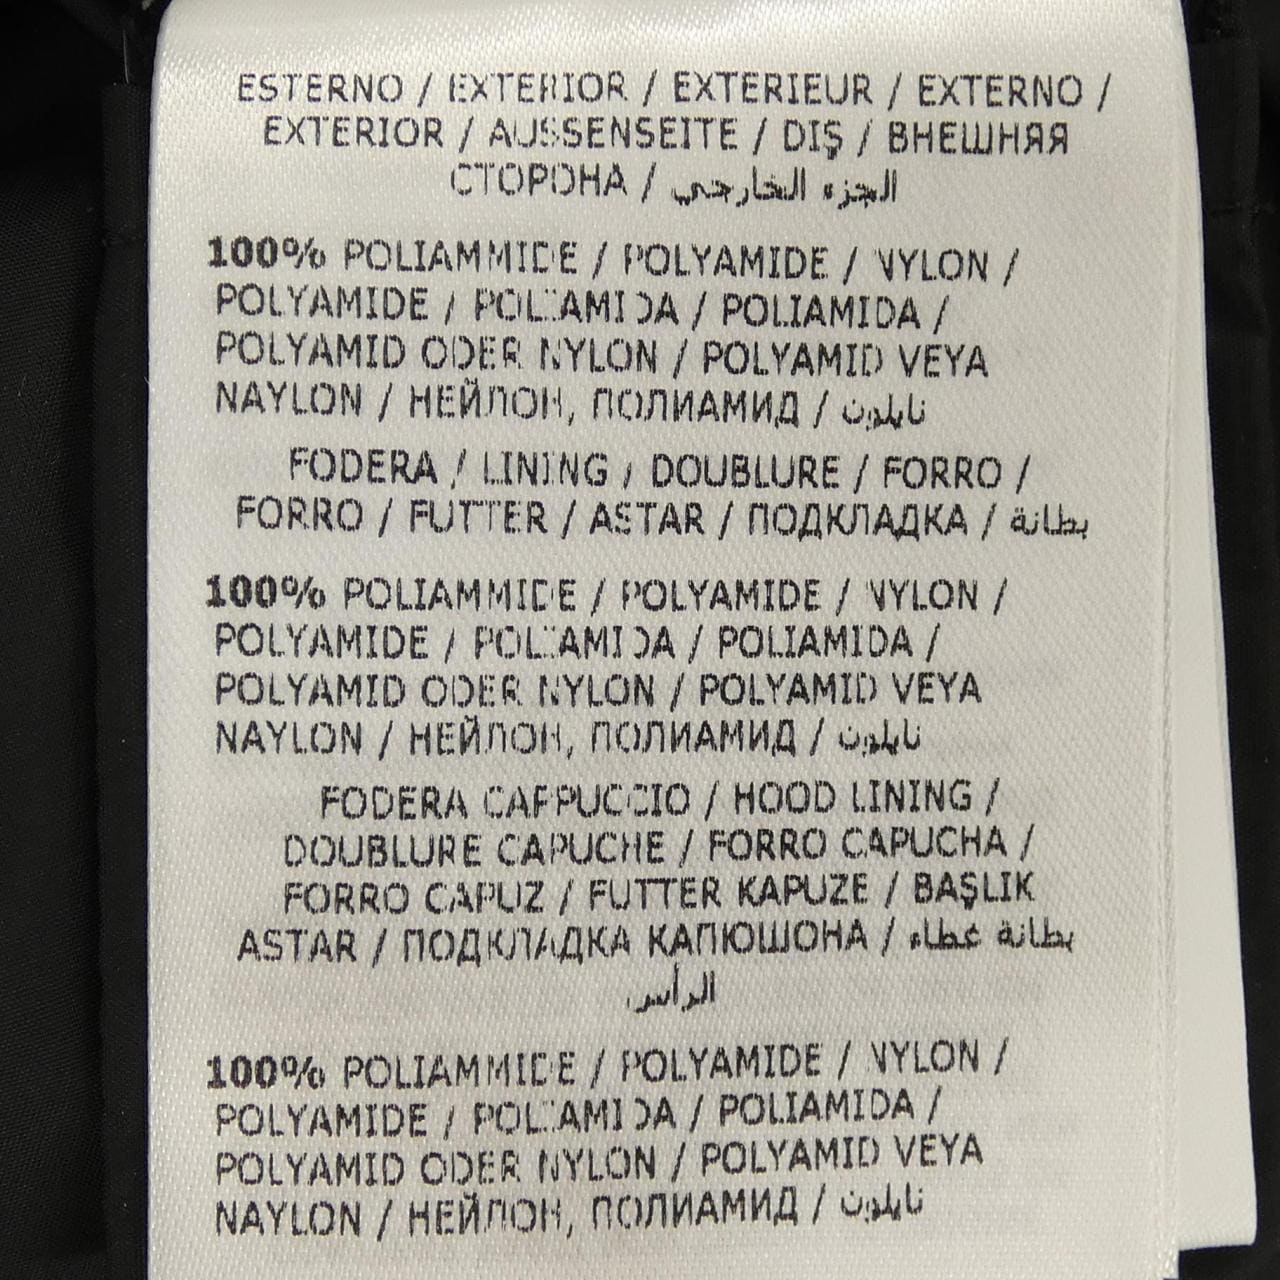 ESTERNO / EXTERIOR / EXTERIEUR / EXTERNO /
EXTERIOR / AUSSENSEITE / DIŞ / ВНЕШНЯЯ
СТОРОНА / الجزء الخارجي
100% POLIAMMIDE / POLYAMIDE / NYLON /
POLYAMIDE / POLIAMIDA / POLIAMIDA /
POLYAMID ODER NYLON / POLYAMID VEYA
NAYLON / НЕЙЛОН, ПОЛИАМИД / نايلون
FODERA / LINING / DOUBLURE / FORRO /
FORRO / FUTTER / ASTAR / ПОДКЛАДКА / بطانة
100% POLIAMMIDE / POLYAMIDE / NYLON /
POLYAMIDE / POLIAMIDA / POLIAMIDA /
POLYAMID ODER NYLON / POLYAMID VEYA
NAYLON / НЕЙЛОН, ПОЛИАМИД / نايلون
FODERA CAPPUCCIO / HOOD LINING /
DOUBLURE CAPUCHE / FORRO CAPUCHA /
FORRO CAPUZ / FUTTER KAPUZE / BAŞLIK
ASTAR / ПОДКЛАДКА КАПЮШОНА / بطانة غطاء
الرأس
100% POLIAMMIDE / POLYAMIDE / NYLON /
POLYAMIDE / POLIAMIDA / POLIAMIDA /
POLYAMID ODER NYLON / POLYAMID VEYA
NAYLON / НЕЙЛОН, ПОЛИАМИД / نايلون